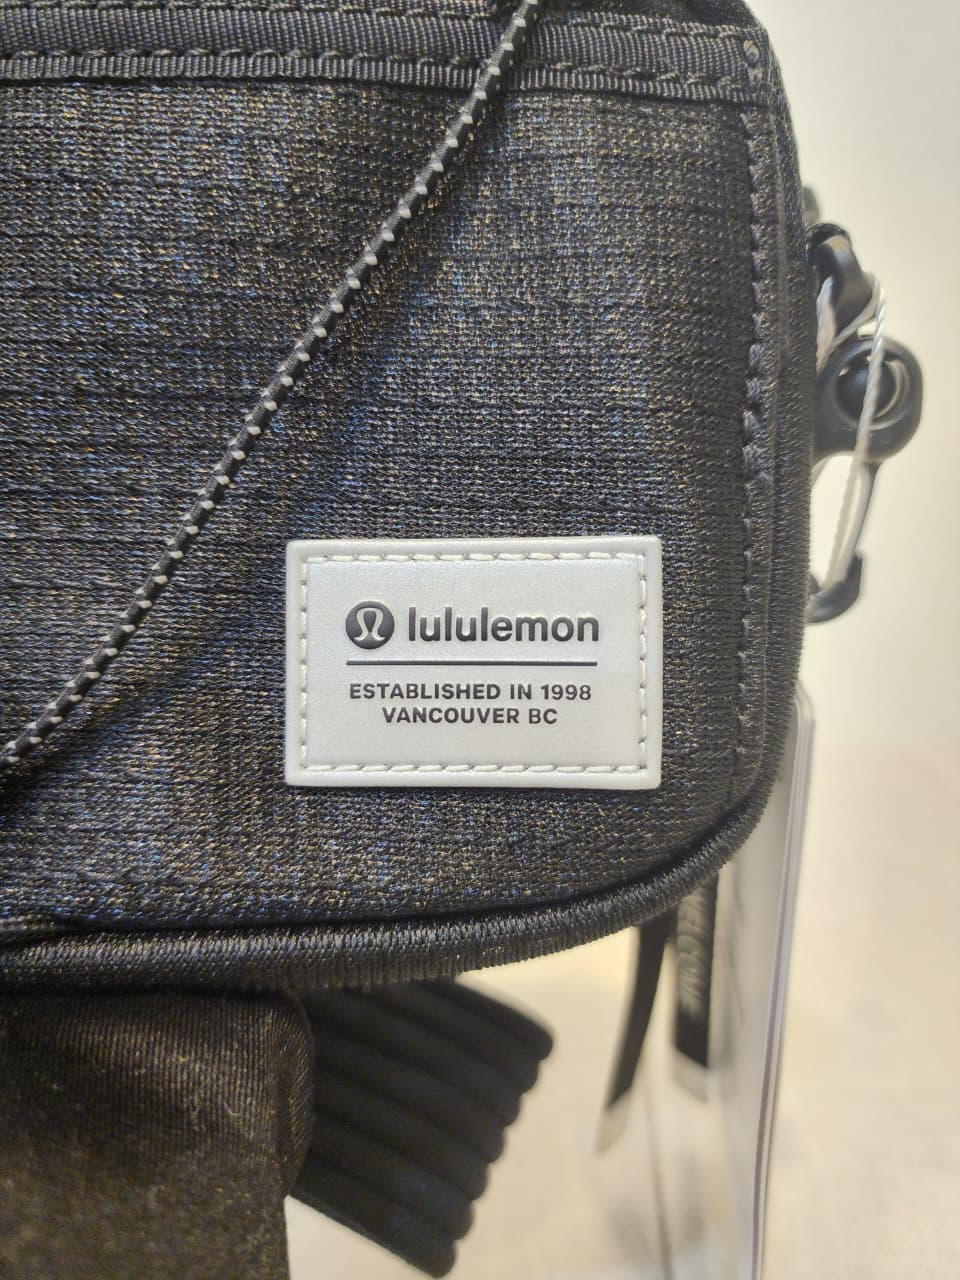 lululemon
ESTABLISHED IN 1998
VANCOUVER BC